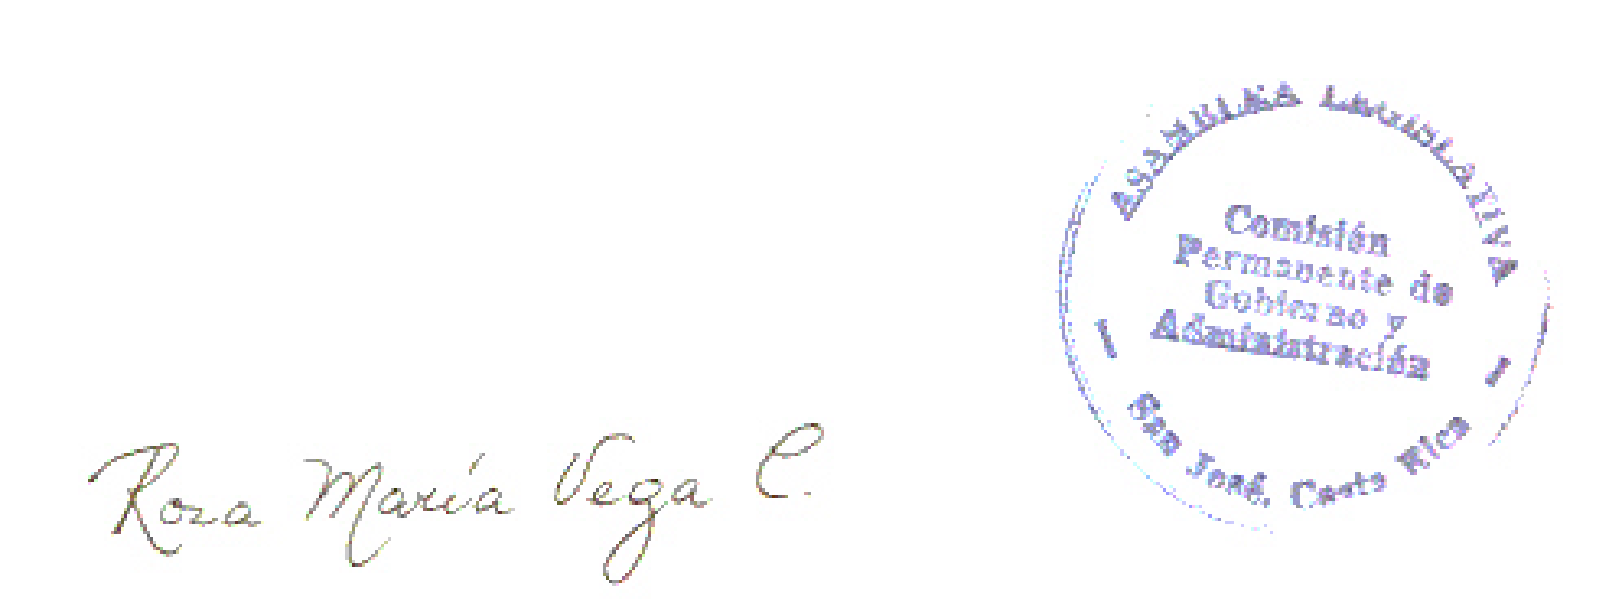 ASAMBLEA LEGISLATIVA
Comisión
Permanente de
Gobierno y
Administración
San José, Costa Rica
Rosa María Vega C.